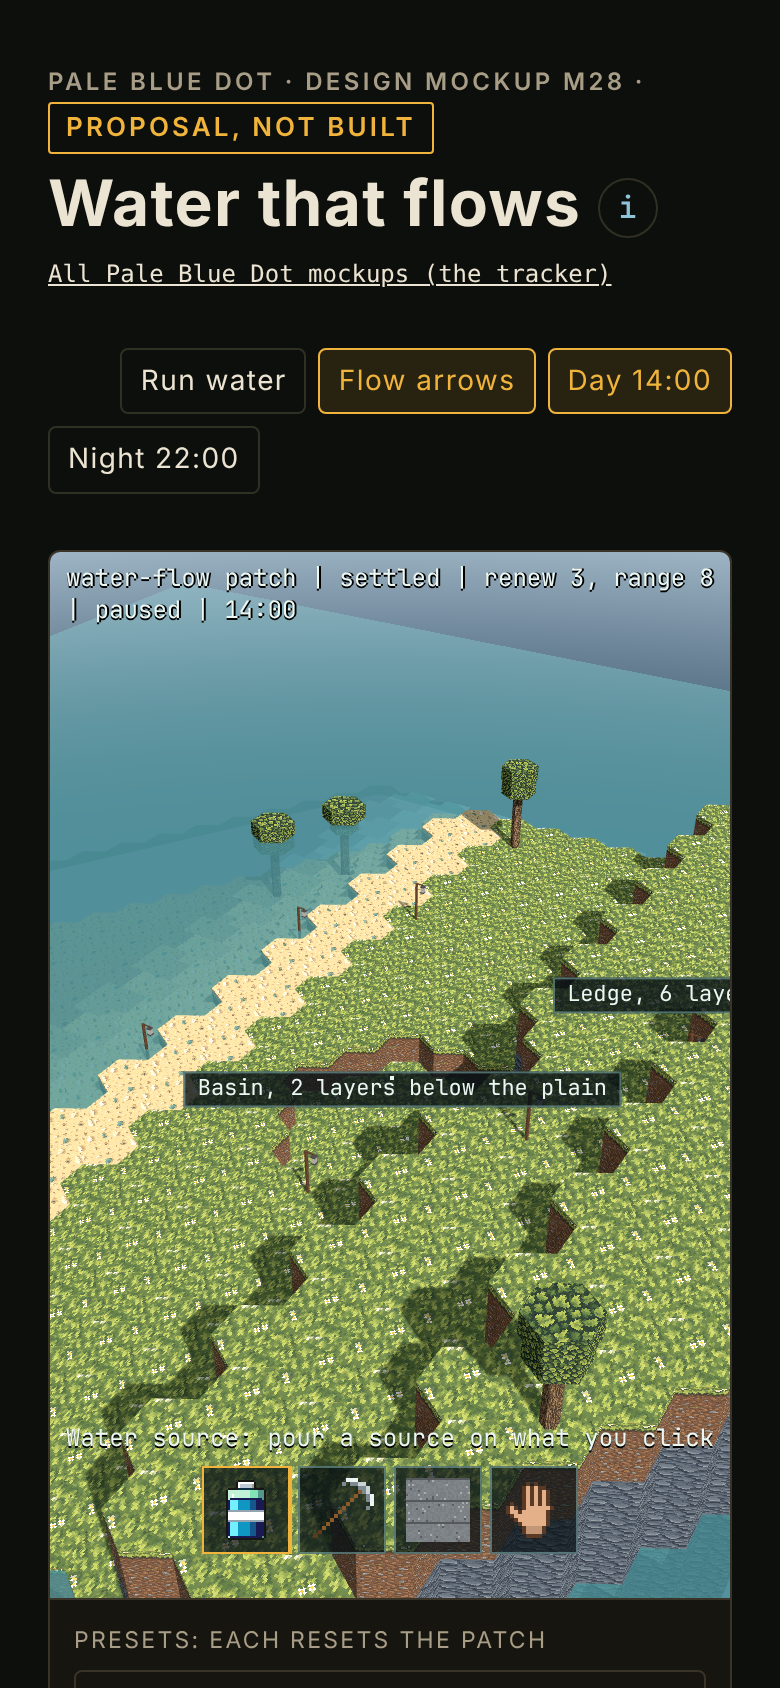 PALE BLUE DOT · DESIGN MOCKUP M28 ·
PROPOSAL, NOT BUILT
Water that flows i
All Pale Blue Dot mockups (the tracker)
Run water Flow arrows Day 14:00
Night 22:00
water-flow patch | settled | renew 3, range 8
| paused | 14:00
Ledge, 6 laye
Basin, 2 layers below the plain
Water source: pour a source on what you click
PRESETS: EACH RESETS THE PATCH